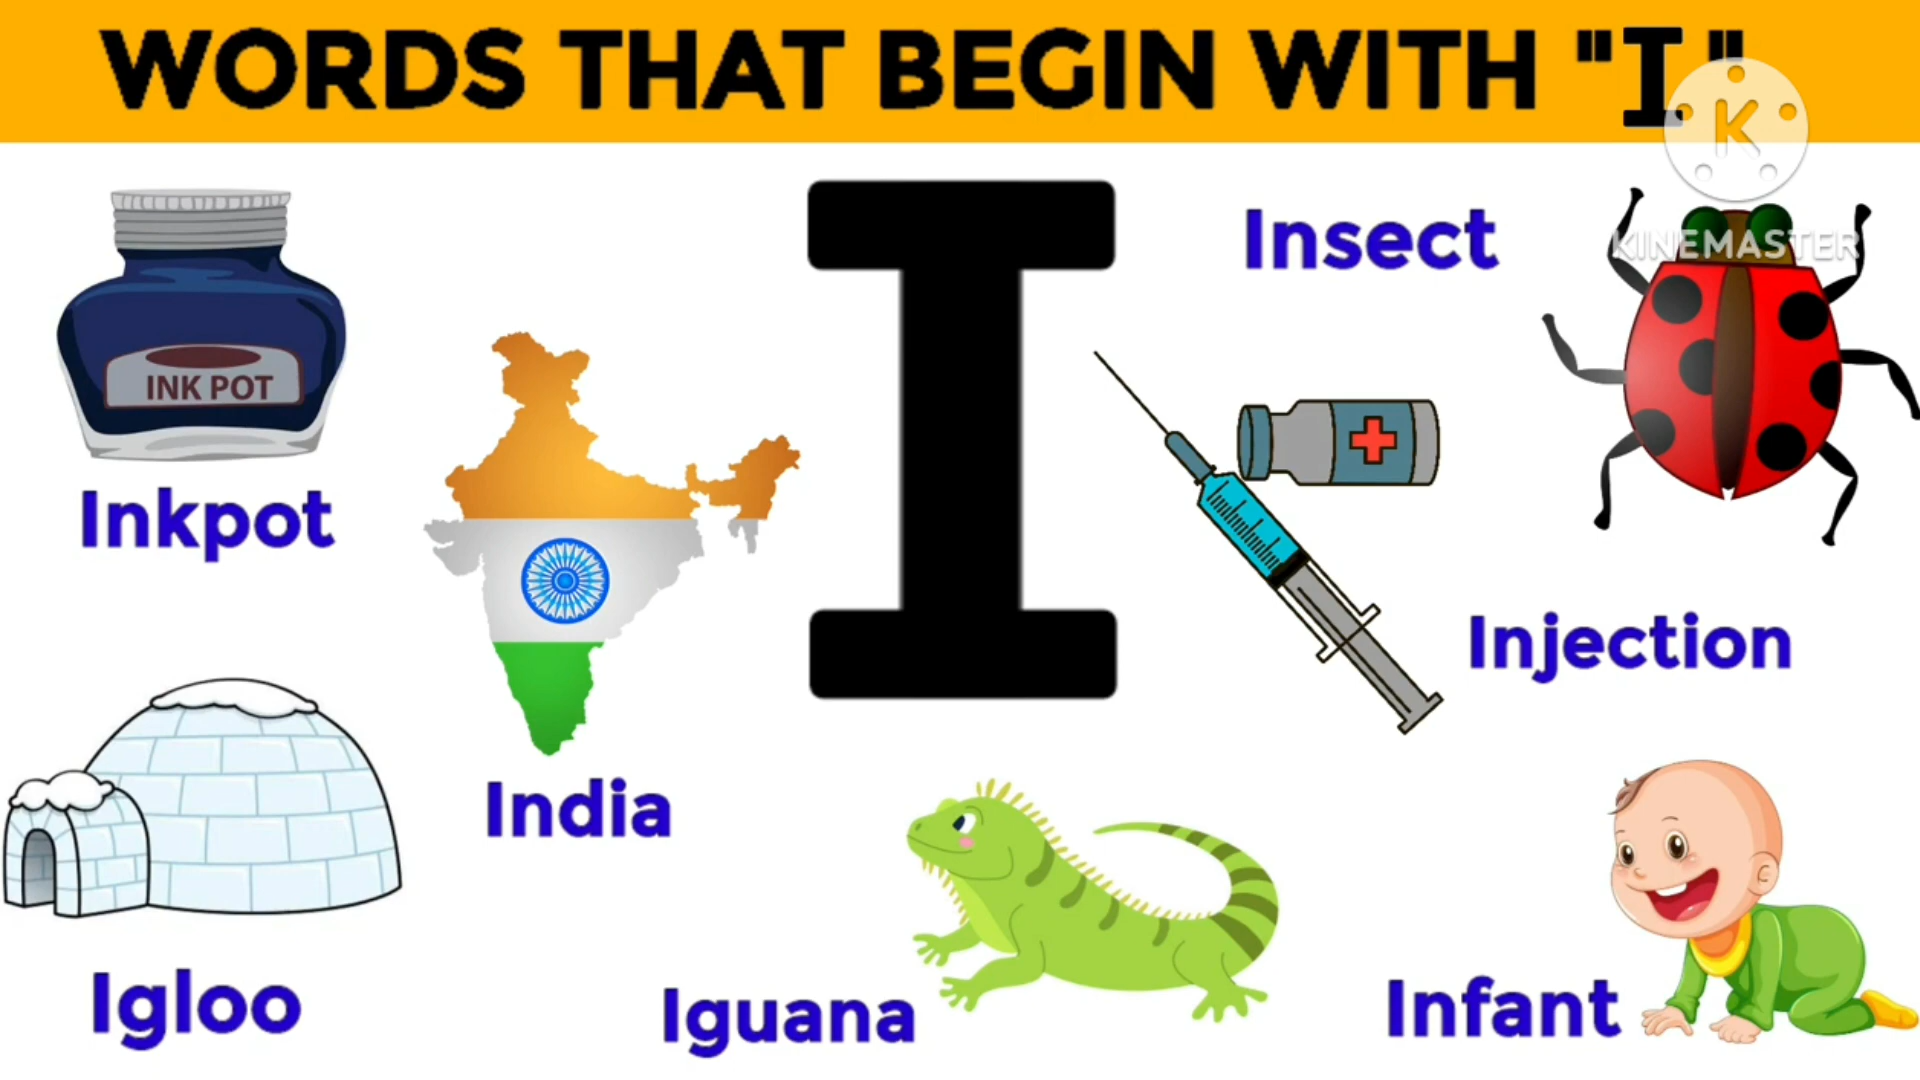 WORDS THAT BEGIN WITH "I"
K
KINEMASTER
INK POT
Inkpot
I
Insect
India
Injection
Igloo
Iguana
Infant